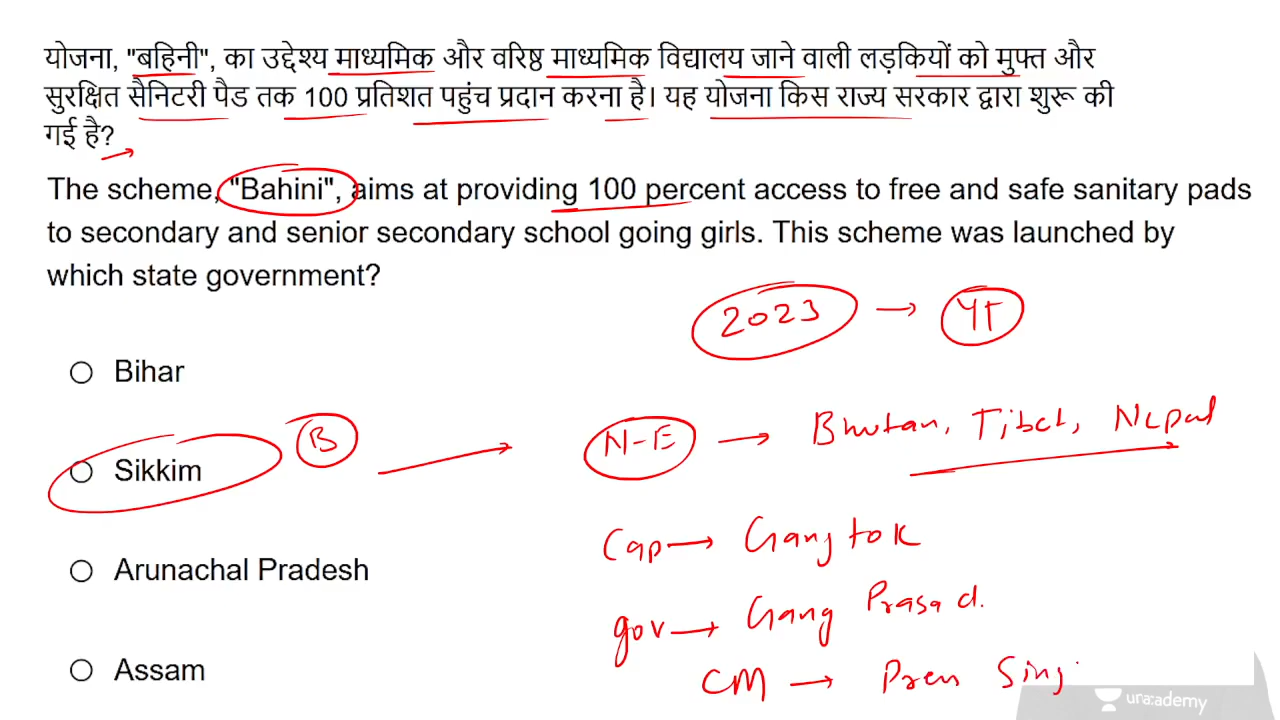 योजना, "बहिनी", का उद्देश्य माध्यमिक और वरिष्ठ माध्यमिक विद्यालय जाने वाली लड़कियों को मुफ्त और
सुरक्षित सैनिटरी पैड तक 100 प्रतिशत पहुंच प्रदान करना है। यह योजना किस राज्य सरकार द्वारा शुरू की
गई है?
The scheme, "Bahini", aims at providing 100 percent access to free and safe sanitary pads
to secondary and senior secondary school going girls. This scheme was launched by
which state government?
2023 →
Bihar
B → N-E → Bhutan, Tibet, Nepal
Sikkim
Cap → Gangtok
Arunachal Pradesh
gov → Gang Prasad.
Assam
CM → Prem Sing
unacademy